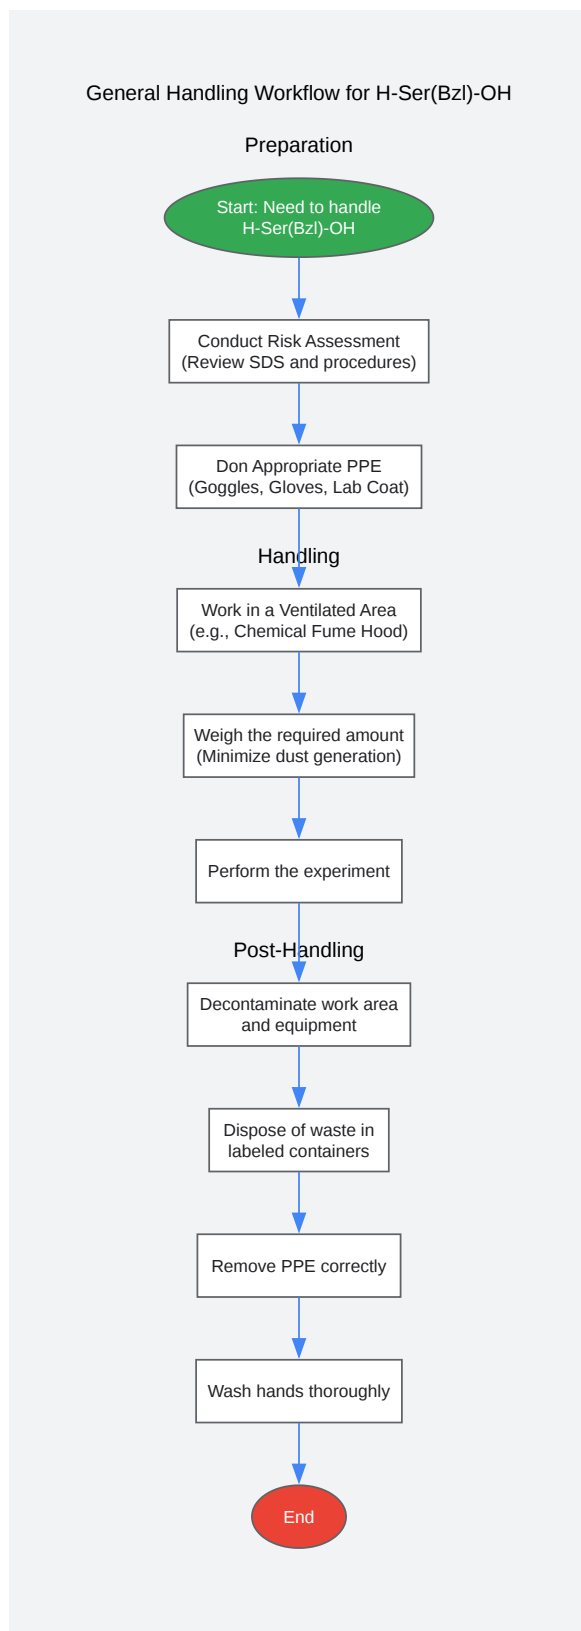 General Handling Workflow for H-Ser(Bzl)-OH
Preparation
Start: Need to handle
H-Ser(Bzl)-OH
Conduct Risk Assessment
(Review SDS and procedures)
Don Appropriate PPE
(Goggles, Gloves, Lab Coat)
Handling
Work in a Ventilated Area
(e.g., Chemical Fume Hood)
Weigh the required amount
(Minimize dust generation)
Perform the experiment
Post-Handling
Decontaminate work area
and equipment
Dispose of waste in
labeled containers
Remove PPE correctly
Wash hands thoroughly
End